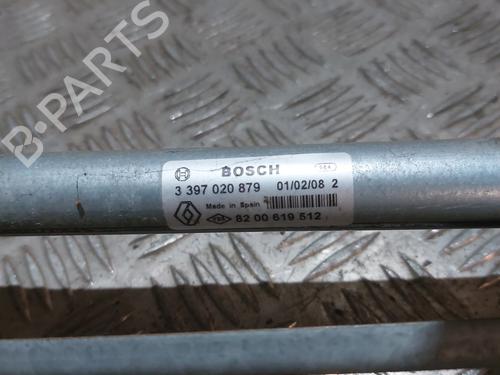 B-PARTS
BOSCH
3 397 020 879 01/02/08 2
Made in Spain
82 00 619 512